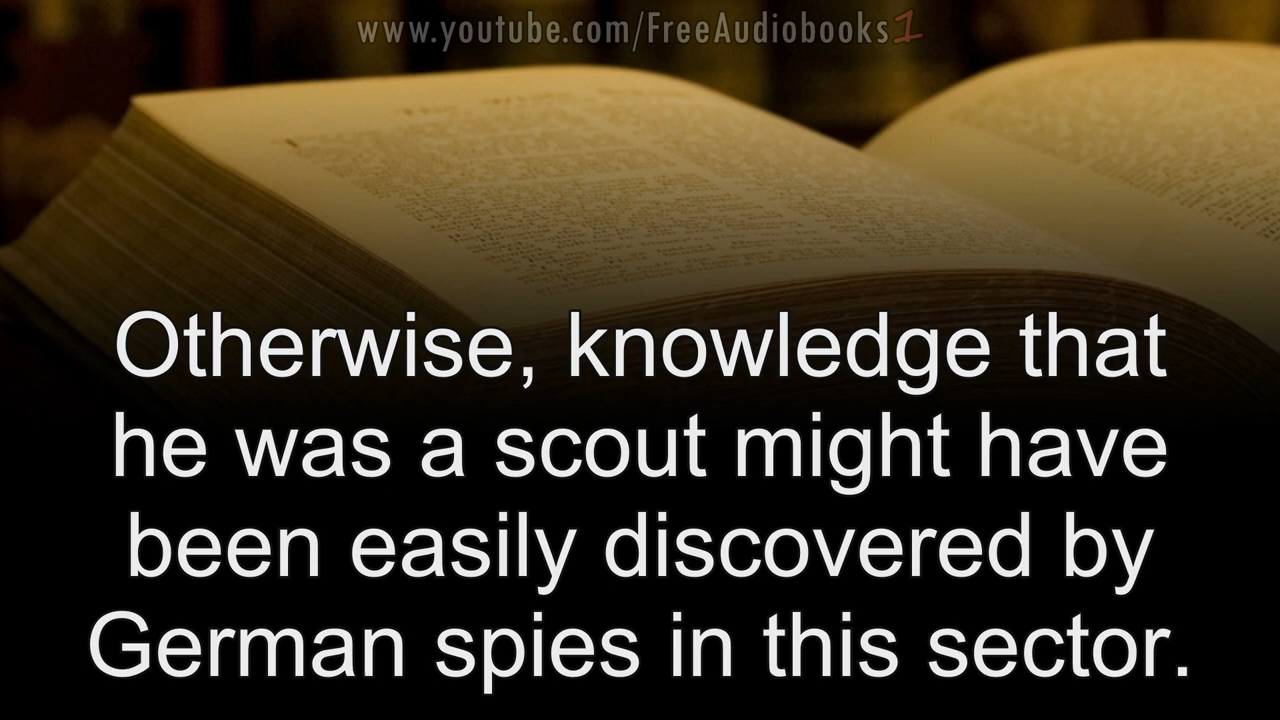 www.youtube.com/FreeAudiobooks1
Otherwise, knowledge that
he was a scout might have
been easily discovered by
German spies in this sector.